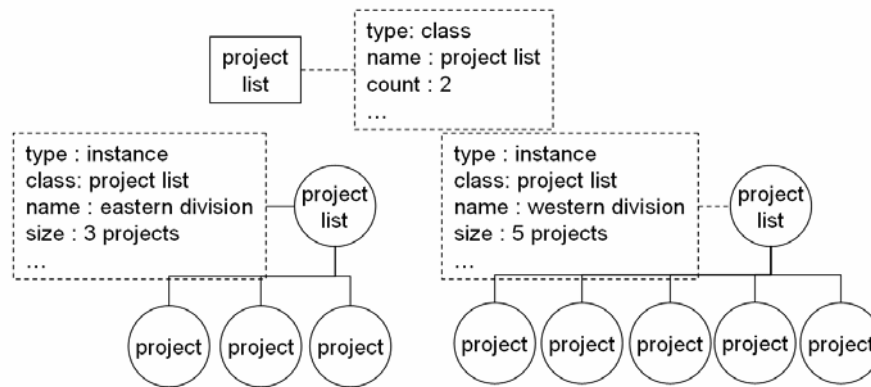 project
list
type: class
name : project list
count : 2
...
type : instance
class: project list
name : eastern division
size : 3 projects
...
project
list
type : instance
class: project list
name : western division
size : 5 projects
...
project
list
project
project
project
project
project
project
project
project